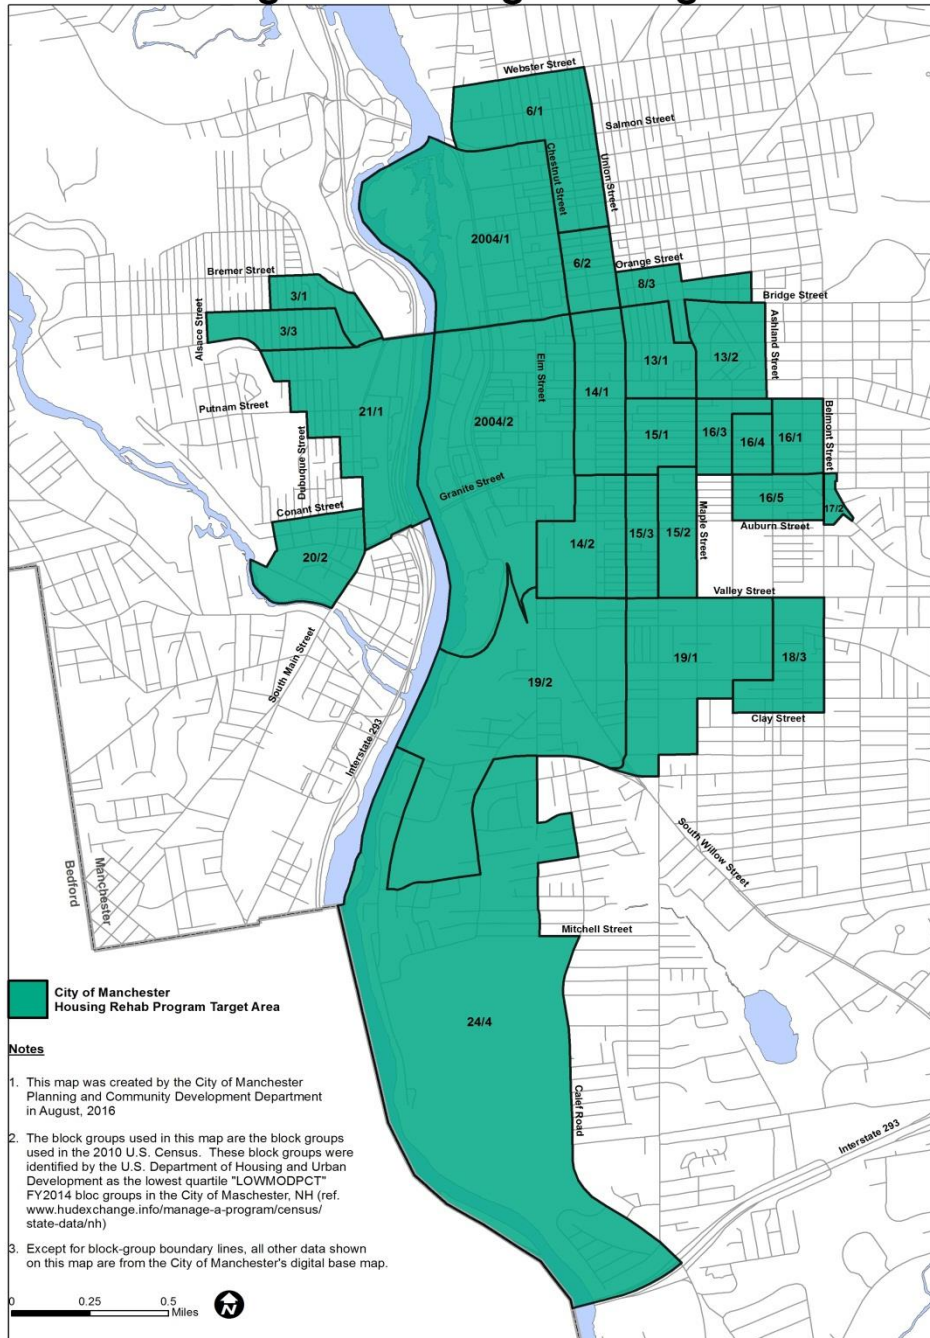 Webster Street
6/1
Salmon Street
Chestnut Street
Union Street
2004/1
6/2
Orange Street
8/3
Bremer Street
3/1
Bridge Street
Alsace Street
3/3
Ashland Street
Elm Street
13/1
13/2
14/1
Putnam Street
21/1
2004/2
Belmont Street
15/1
16/3
16/4
16/1
Dubuque Street
Granite Street
16/5
17/2
Conant Street
Maple Street
Auburn Street
20/2
14/2
15/3
15/2
Valley Street
South Main Street
19/1
18/3
19/2
Clay Street
Interstate 293
South Willow Street
Bedford
Manchester
Mitchell Street
24/4
Calef Road
Interstate 293
City of Manchester
Housing Rehab Program Target Area
Notes
1. This map was created by the City of Manchester
Planning and Community Development Department
in August, 2016
2. The block groups used in this map are the block groups
used in the 2010 U.S. Census. These block groups were
identified by the U.S. Department of Housing and Urban
Development as the lowest quartile "LOWMODPCT"
FY2014 bloc groups in the City of Maschester, NH (ref.
www.hudexchange.info/manage-a-program/census/
state-data/nh)
3. Except for block-group boundary lines, all other data shown
on this map are from the City of Manchester's digital base map.
0 0.25 0.5
Miles
N